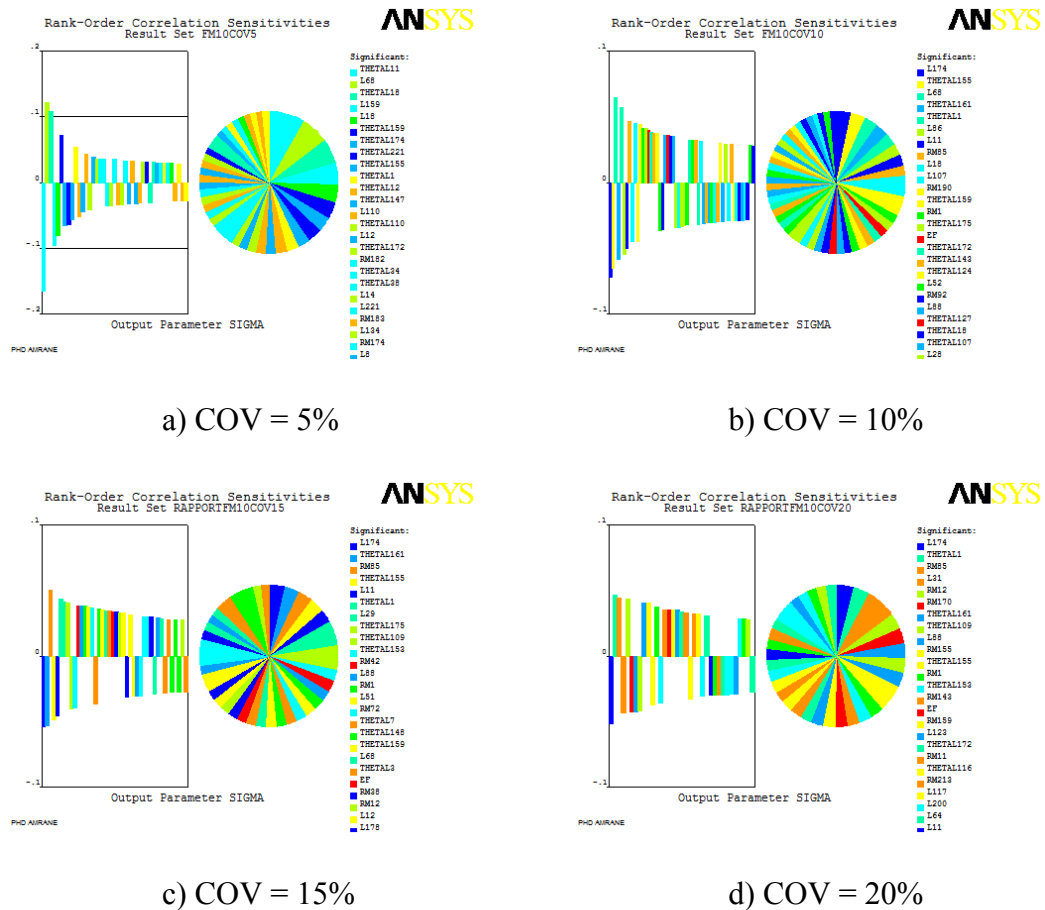 Rank-Order Correlation Sensitivities
Result Set FM10COV5
ANSYS
.2
.1
0
-.1
-.2
Output Parameter SIGMA
PHD AMRANE
Significant:
THETAL11
L68
THETAL18
L159
L18
THETAL159
THETAL174
THETAL221
THETAL155
THETAL1
THETAL12
THETAL147
L110
THETAL110
L12
THETAL172
RM182
THETAL34
THETAL38
L14
L221
RM183
L134
RM174
L8
a) COV = 5%
Rank-Order Correlation Sensitivities
Result Set FM10COV10
ANSYS
.1
0
-.1
Output Parameter SIGMA
PHD AMRANE
Significant:
L174
THETAL155
L68
THETAL161
THETAL1
L86
L11
RM85
L18
L107
RM190
THETAL159
RM1
THETAL175
EF
THETAL172
THETAL143
THETAL124
L52
RM92
L88
THETAL127
THETAL18
THETAL107
L28
b) COV = 10%
Rank-Order Correlation Sensitivities
Result Set RAPPORTFM10COV15
ANSYS
.1
0
-.1
Output Parameter SIGMA
PHD AMRANE
Significant:
L174
THETAL161
RM85
THETAL155
L11
THETAL1
L29
THETAL175
THETAL109
THETAL153
RM42
L88
RM1
L51
RM72
THETAL7
THETAL148
THETAL159
L68
THETAL3
EF
RM38
RM12
L12
L178
c) COV = 15%
Rank-Order Correlation Sensitivities
Result Set RAPPORTFM10COV20
ANSYS
.1
0
-.1
Output Parameter SIGMA
PHD AMRANE
Significant:
L174
THETAL1
RM85
L31
RM12
RM170
THETAL161
THETAL109
L88
RM155
THETAL155
RM1
THETAL153
RM143
EF
RM159
L123
THETAL172
RM11
THETAL116
RM213
L117
L200
L64
L11
d) COV = 20%